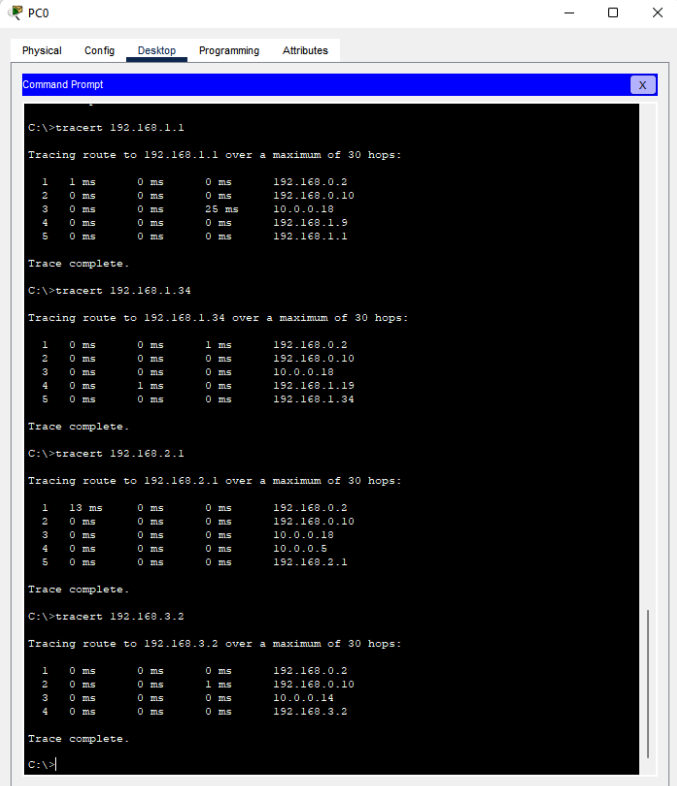 PC0
Physical Config Desktop Programming Attributes
Command Prompt X
C:\>tracert 192.168.1.1
Tracing route to 192.168.1.1 over a maximum of 30 hops:
1 1 ms 0 ms 0 ms 192.168.0.2
2 0 ms 0 ms 0 ms 192.168.0.10
3 0 ms 0 ms 25 ms 10.0.0.18
4 0 ms 0 ms 0 ms 192.168.1.9
5 0 ms 0 ms 0 ms 192.168.1.1
Trace complete.
C:\>tracert 192.168.1.34
Tracing route to 192.168.1.34 over a maximum of 30 hops:
1 0 ms 0 ms 1 ms 192.168.0.2
2 0 ms 0 ms 0 ms 192.168.0.10
3 0 ms 0 ms 0 ms 10.0.0.18
4 0 ms 1 ms 0 ms 192.168.1.19
5 0 ms 0 ms 0 ms 192.168.1.34
Trace complete.
C:\>tracert 192.168.2.1
Tracing route to 192.168.2.1 over a maximum of 30 hops:
1 13 ms 0 ms 0 ms 192.168.0.2
2 0 ms 0 ms 0 ms 192.168.0.10
3 0 ms 0 ms 0 ms 10.0.0.18
4 0 ms 0 ms 0 ms 10.0.0.5
5 0 ms 0 ms 0 ms 192.168.2.1
Trace complete.
C:\>tracert 192.168.3.2
Tracing route to 192.168.3.2 over a maximum of 30 hops:
1 0 ms 0 ms 0 ms 192.168.0.2
2 0 ms 0 ms 1 ms 192.168.0.10
3 0 ms 0 ms 0 ms 10.0.0.14
4 0 ms 0 ms 0 ms 192.168.3.2
Trace complete.
C:\>